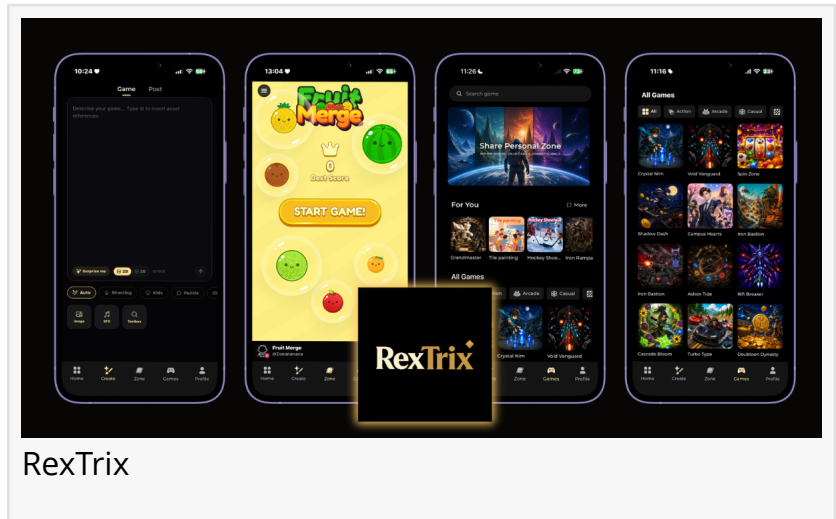 10:24
Game Post
Describe your game... Type @ to insert asset
references
Surprise me 2D 3D
Auto Shooting Kids Puzzle
Image SFX Toolbox
Home Create Zone Games Profile
13:04
Fruit
Merge
0
Best Score
START GAME!
Fruit Merge
Home Create Zone
11:26
Search game
Share Personal Zone
For You More
Grandmaster Tile painting Hockey Shoo... Iron Rampa
All Games
Arcade Casual
Crystal Nim Void Vanguard
Zone Games Profile
11:16
All Games
All Action Arcade Casual
Crystal Nim Void Vanguard Spin Zone
Shadow Dash Campus Hearts Iron Bastion
Iron Bastion Ashen Tide Rift Breaker
Cascade Bloom Turbo Type Doubloon Dynasty
Home Create Zone Games Profile
RexTrix
RexTrix